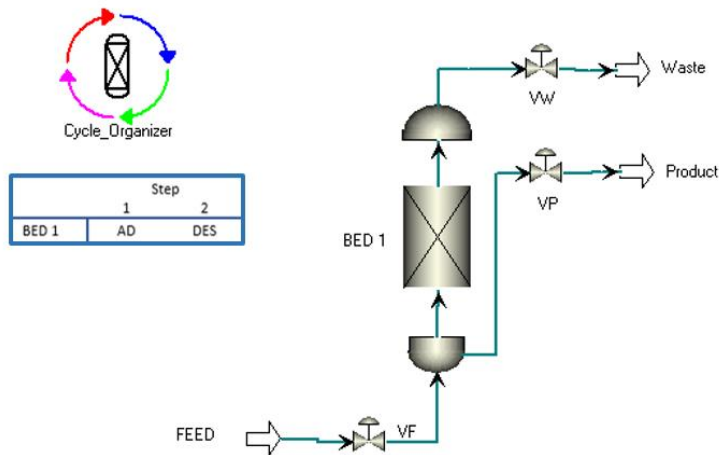 Cycle_Organizer
Step
1 2
BED 1 AD DES
Waste
VW
Product
VP
BED 1
FEED
VF